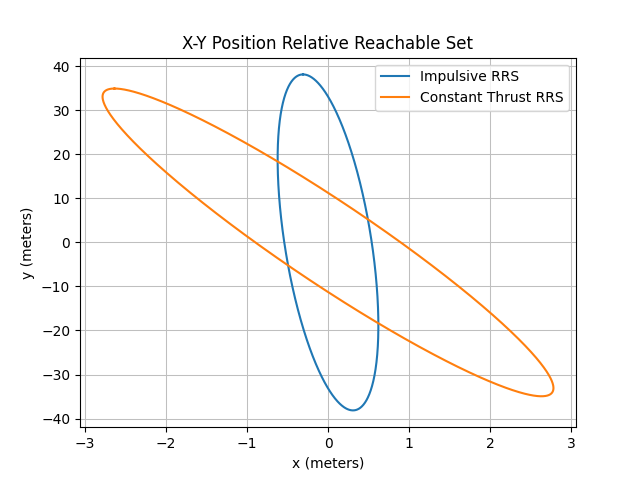 X-Y Position Relative Reachable Set
Impulsive RRS
Constant Thrust RRS
40
30
20
10
0
−10
−20
−30
−40
y (meters)
−3 −2 −1 0 1 2 3
x (meters)